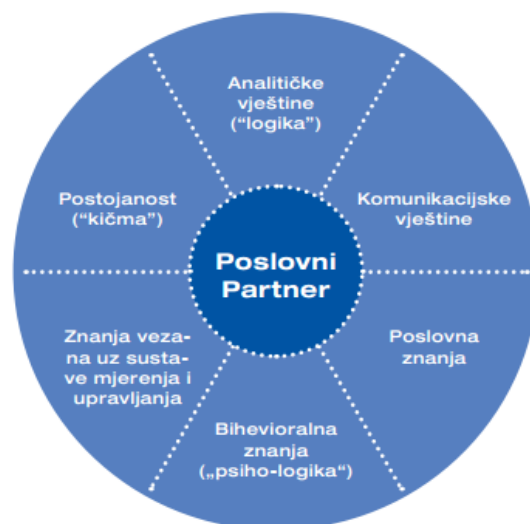 Analitičke
vještine
(“logika”)
Postojanost
(“kičma”)
Komunikacijske
vještine
Poslovni
Partner
Znanja veza-
na uz susta-
ve mjerenja i
upravljanja
Poslovna
znanja
Bihevioralna
znanja
(„psiho-logika“)